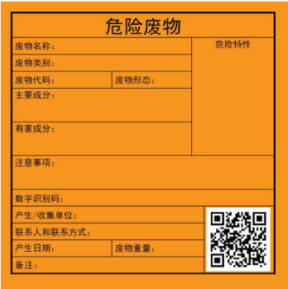 危险废物
废物名称： 危险特性
废物类别：
废物代码： 废物形态：
主要成分：
有害成分：
注意事项：
数字识别码：
产生/收集单位：
联系人和联系方式：
产生日期： 废物重量：
备注：